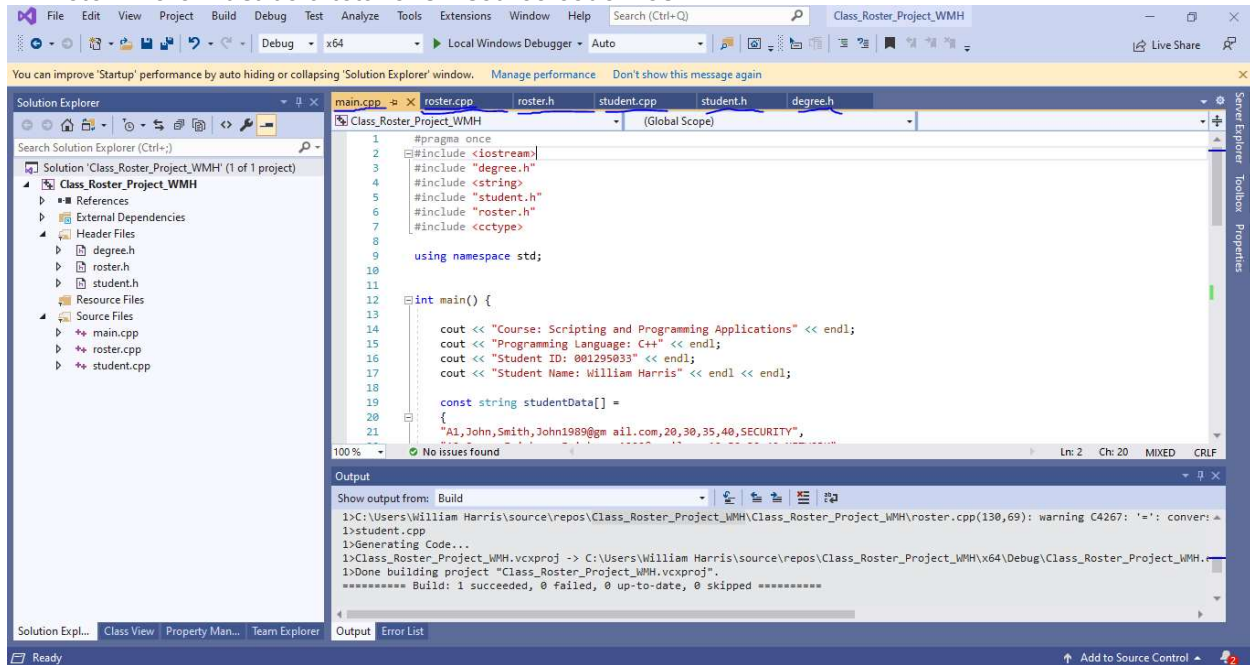 File Edit View Project Build Debug Test Analyze Tools Extensions Window Help Search (Ctrl+Q) Class_Roster_Project_WMH
Debug x64 Local Windows Debugger Auto Live Share
You can improve 'Startup' performance by auto hiding or collapsing 'Solution Explorer' window. Manage performance Don't show this message again
Solution Explorer
Search Solution Explorer (Ctrl+;)
Solution 'Class_Roster_Project_WMH' (1 of 1 project)
Class_Roster_Project_WMH
References
External Dependencies
Header Files
degree.h
roster.h
student.h
Resource Files
Source Files
main.cpp
roster.cpp
student.cpp
Solution Expl... Class View Property Man... Team Explorer
main.cpp roster.cpp roster.h student.cpp student.h degree.h
Class_Roster_Project_WMH (Global Scope)
1 #pragma once
2 #include <iostream>
3 #include "degree.h"
4 #include <string>
5 #include "student.h"
6 #include "roster.h"
7 #include <cctype>
8
9 using namespace std;
10
11
12 int main() {
13
14 cout << "Course: Scripting and Programming Applications" << endl;
15 cout << "Programming Language: C++" << endl;
16 cout << "Student ID: 001295033" << endl;
17 cout << "Student Name: William Harris" << endl << endl;
18
19 const string studentData[] =
20 {
21 "A1,John,Smith,John1989@gm ail.com,20,30,35,40,SECURITY",
100 % No issues found Ln: 2 Ch: 20 MIXED CRLF
Output
Show output from: Build
1>C:\Users\William Harris\source\repos\Class_Roster_Project_WMH\Class_Roster_Project_WMH\roster.cpp(130,69): warning C4267: '=': conver
1>student.cpp
1>Generating Code...
1>Class_Roster_Project_WMH.vcxproj -> C:\Users\William Harris\source\repos\Class_Roster_Project_WMH\x64\Debug\Class_Roster_Project_WMH.
1>Done building project "Class_Roster_Project_WMH.vcxproj".
========== Build: 1 succeeded, 0 failed, 0 up-to-date, 0 skipped ==========
Output Error List
Server Explorer
Toolbox
Properties
Ready Add to Source Control 2